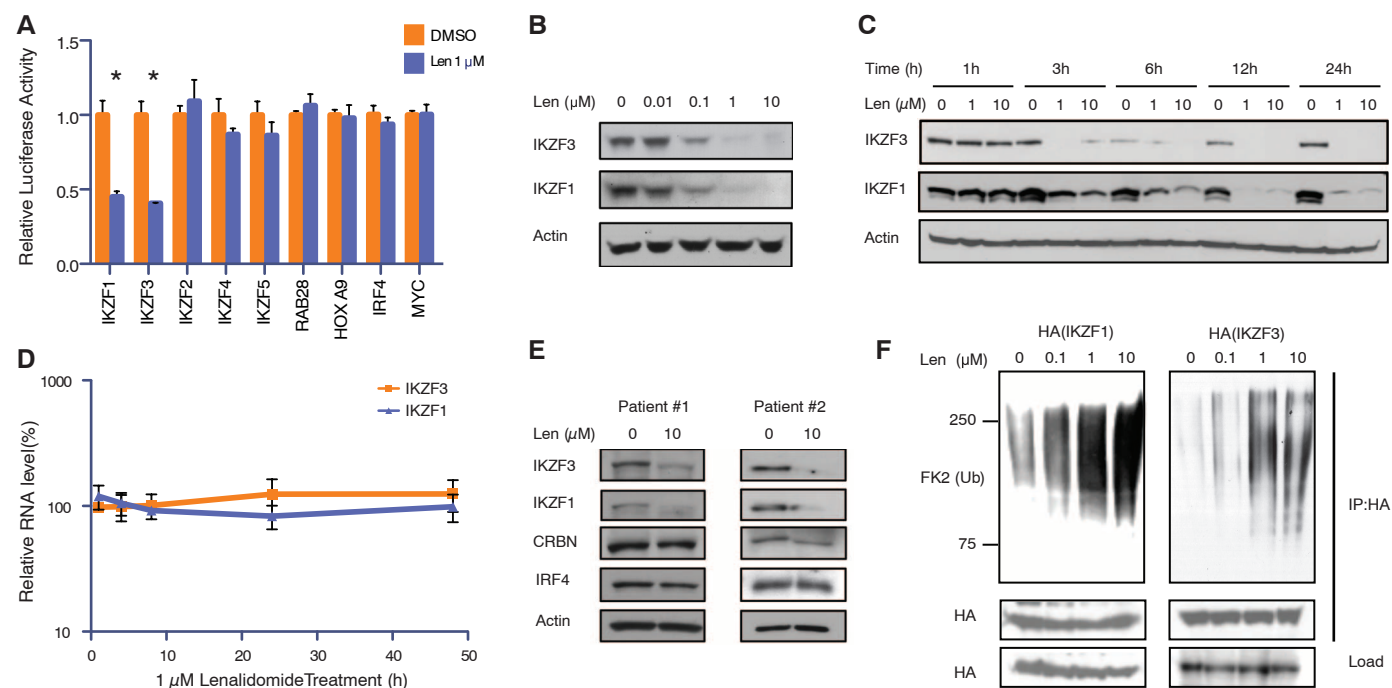 A
Relative Luciferase Activity
1.5
1.0
0.5
0.0
* *
DMSO
Len 1 µM
IKZF1 IKZF3 IKZF2 IKZF4 IKZF5 RAB28 HOX A9 IRF4 MYC
B
Len (µM) 0 0.01 0.1 1 10
IKZF3
IKZF1
Actin
C
Time (h) 1h 3h 6h 12h 24h
Len (µM) 0 1 10 0 1 10 0 1 10 0 1 10 0 1 10
IKZF3
IKZF1
Actin
D
Relative RNA level(%)
1000
100
10
IKZF3
IKZF1
0 10 20 30 40 50
1 µM LenalidomideTreatment (h)
E
Patient #1 Patient #2
Len (µM) 0 10 0 10
IKZF3
IKZF1
CRBN
IRF4
Actin
F
HA(IKZF1) HA(IKZF3)
Len (µM) 0 0.1 1 10 0 0.1 1 10
250
FK2 (Ub)
75
IP:HA
HA
HA
Load